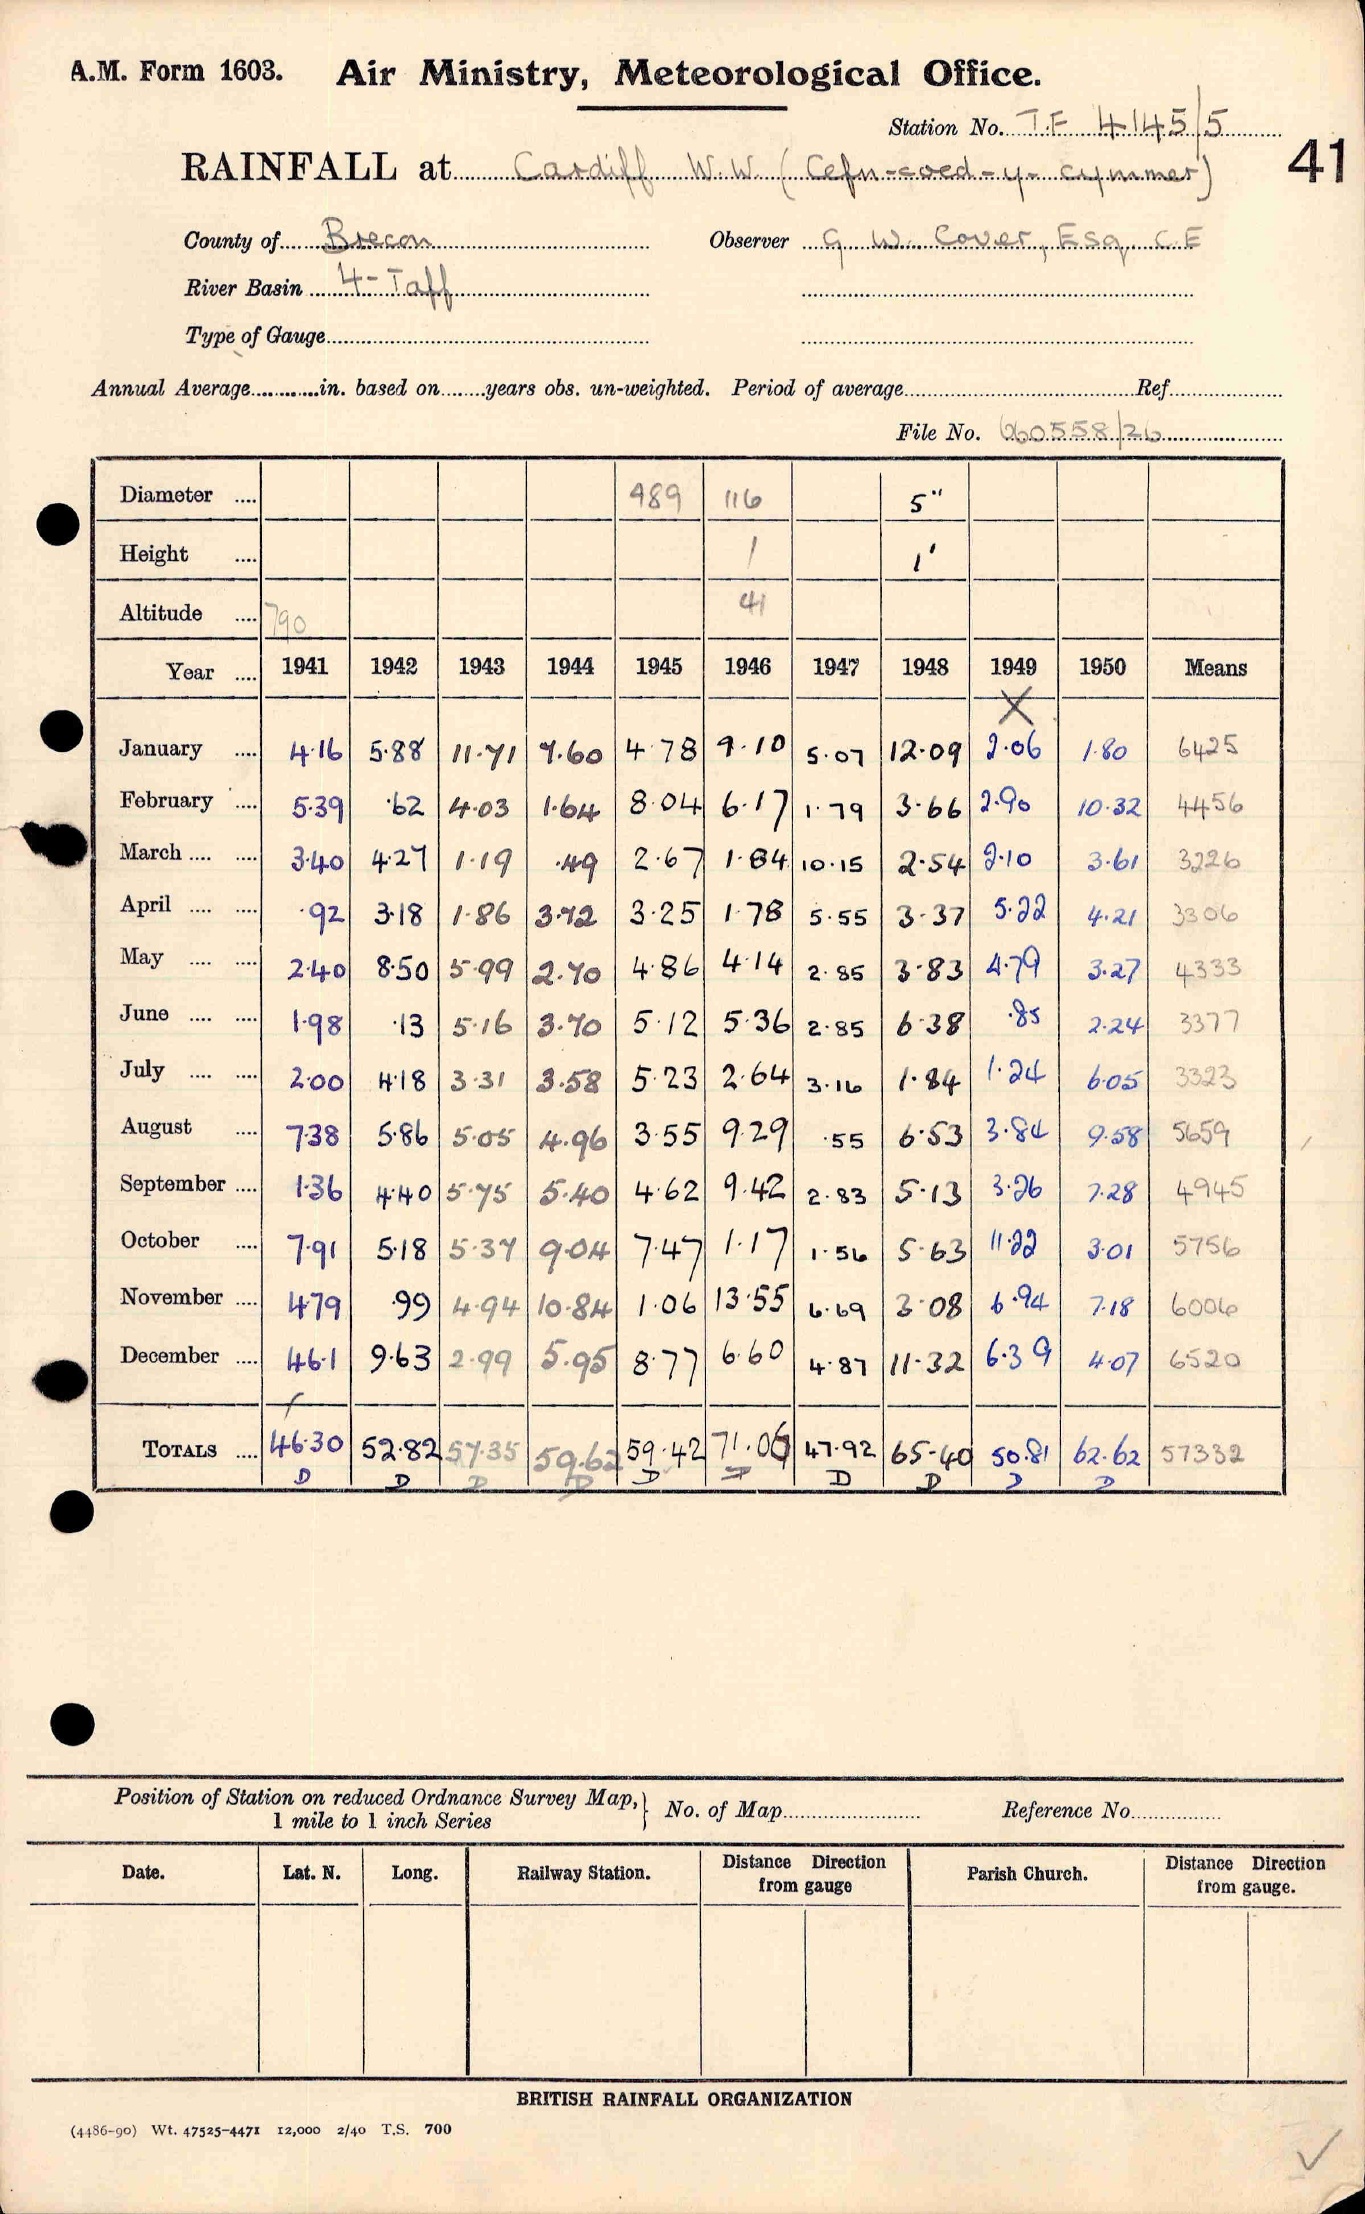 A.M. Form 1603. Air Ministry, Meteorological Office.
Station No. T.F 4145/5
41
RAINFALL at Cardiff W.W. (Cefn-coed-y-cymmer)
County of Brecon Observer G W. Cover, Esq C.E
River Basin 4-Taff
Type of Gauge
Annual Average in. based on years obs. un-weighted. Period of average Ref
File No. 660558/26
Diameter 489 116 5"
Height 1 1'
Altitude 790 41
Year 1941 1942 1943 1944 1945 1946 1947 1948 1949 1950 Means
X
January 4.16 5.88 11.71 7.60 4.78 9.10 5.07 12.09 2.06 1.80 6425
February 5.39 .62 4.03 1.64 8.04 6.17 1.79 3.66 2.90 10.32 4456
March 3.40 4.27 1.19 .49 2.67 1.84 10.15 2.54 2.10 3.61 3226
April .92 3.18 1.86 3.72 3.25 1.78 5.55 3.37 5.22 4.21 3306
May 2.40 8.50 5.99 2.70 4.86 4.14 2.85 3.83 4.79 3.27 4333
June 1.98 .13 5.16 3.70 5.12 5.36 2.85 6.38 .85 2.24 3377
July 2.00 4.18 3.31 3.58 5.23 2.64 3.16 1.84 1.24 6.05 3323
August 7.38 5.86 5.05 4.96 3.55 9.29 .55 6.53 3.84 9.58 5659
September 1.36 4.40 5.75 5.40 4.62 9.42 2.83 5.13 3.26 7.28 4945
October 7.91 5.18 5.37 9.04 7.47 1.17 1.56 5.63 11.22 3.01 5756
November 4.79 .99 4.94 10.84 1.06 13.55 6.69 3.08 6.94 7.18 6006
December 4.61 9.63 2.99 5.95 8.77 6.60 4.87 11.32 6.39 4.07 6520
TOTALS 46.30 52.82 57.35 59.62 59.42 71.06 47.92 65.40 50.81 62.62 57332
D D D D D D D D D D
Position of Station on reduced Ordnance Survey Map, No. of Map Reference No.
1 mile to 1 inch Series
Date. Lat. N. Long. Railway Station. Distance from gauge Direction Parish Church. Distance from gauge. Direction
BRITISH RAINFALL ORGANIZATION
(4486-90) Wt. 47525-4471 12,000 2/40 T.S. 700